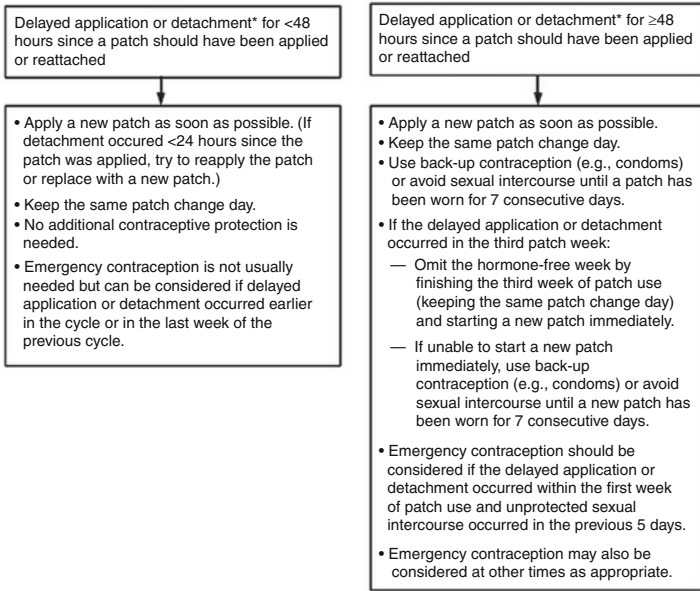 Delayed application or detachment* for <48
hours since a patch should have been applied
or reattached
• Apply a new patch as soon as possible. (If
detachment occured <24 hours since the
patch was applied, try to reapply the patch
or replace with a new patch.)
• Keep the same patch change day.
• No additional contraceptive protection is
needed.
• Emergency contraception is not usually
needed but can be considered if delayed
application or detachment occurred earlier
in the cycle or in the last week of the
previous cycle.
Delayed application or detachment* for ≥48
hours since a patch should have been applied
or reattached
• Apply a new patch as soon as possible.
• Keep the same patch change day.
• Use back-up contraception (e.g., condoms)
or avoid sexual intercourse until a patch has
been worn for 7 consecutive days.
• If the delayed application or detachment
occurred in the third patch week:
— Omit the hormone-free week by
finishing the third week of patch use
(keeping the same patch change day)
and starting a new patch immediately.
— If unable to start a new patch
immediately, use back-up
contraception (e.g., condoms) or avoid
sexual intercourse until a new patch has
been worn for 7 consecutive days.
• Emergency contraception should be
considered if the delayed application or
detachment occurred within the first week
of patch use and unprotected sexual
intercourse occurred in the previous 5 days.
• Emergency contraception may also be
considered at other times as appropriate.